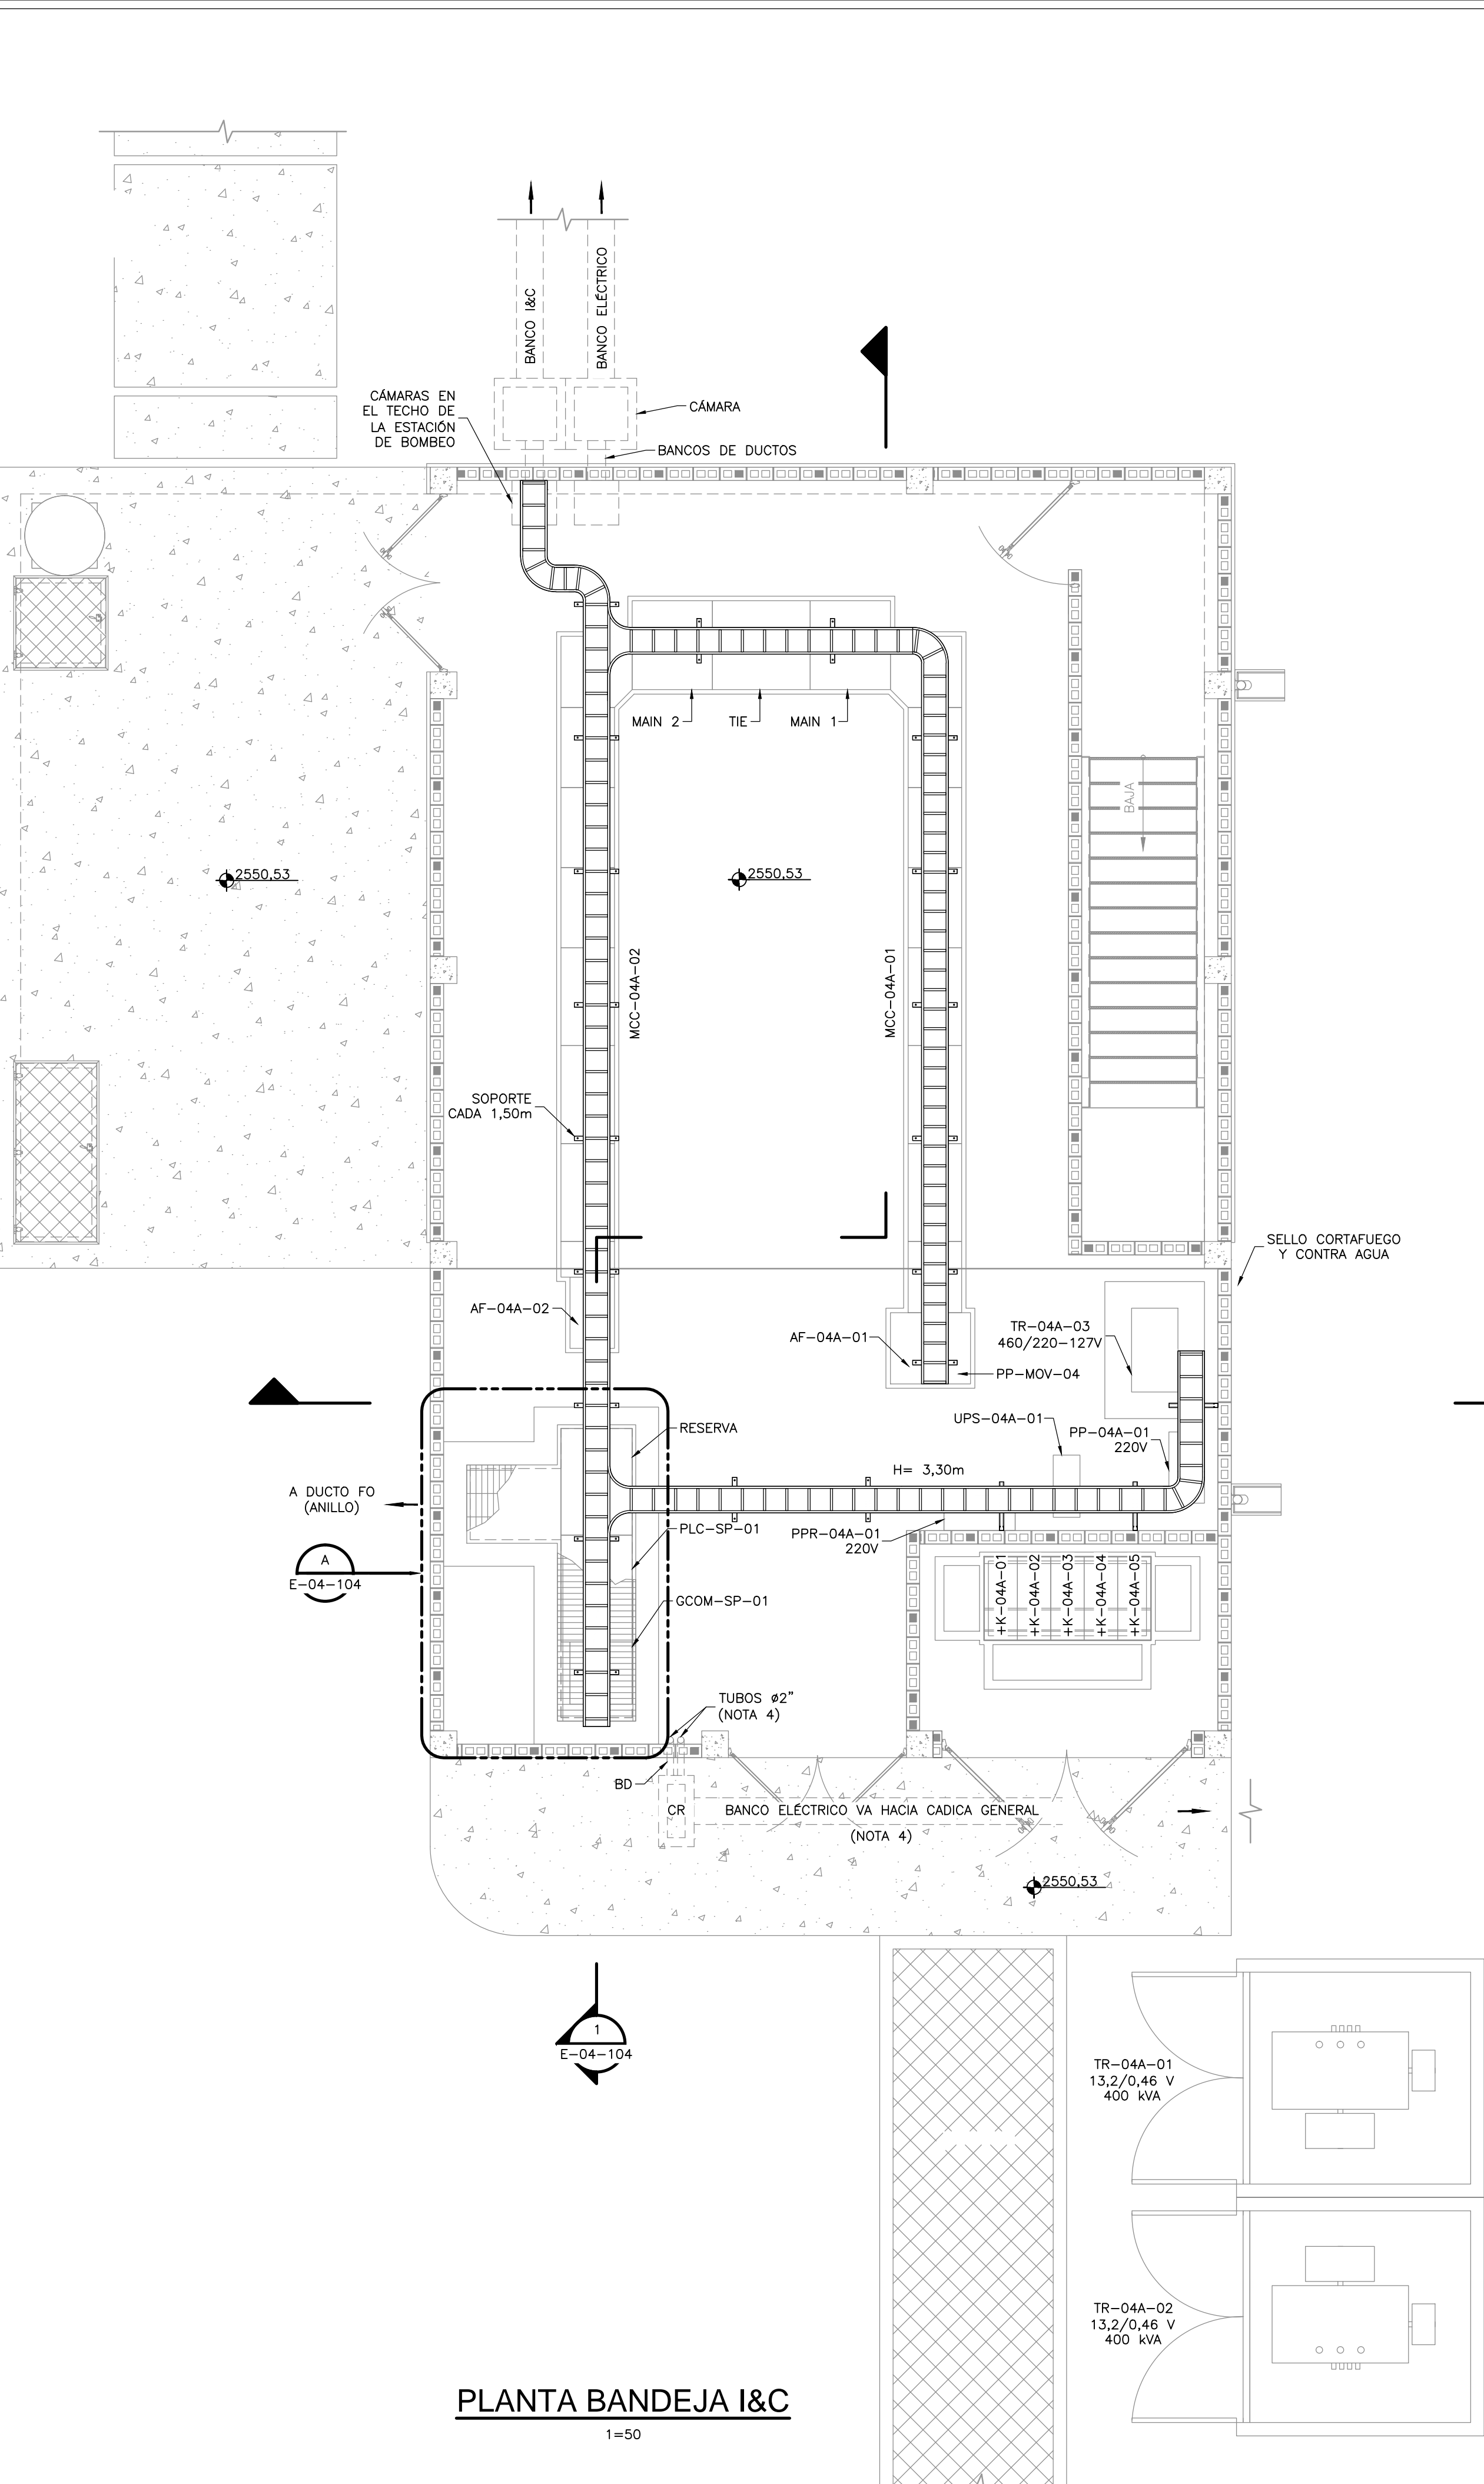 BANCO I&C
BANCO ELÉCTRICO
CÁMARAS EN
EL TECHO DE
LA ESTACIÓN
DE BOMBEO
CÁMARA
BANCOS DE DUCTOS
MAIN 2
TIE
MAIN 1
BAJA
2550,53
2550,53
MCC-04A-02
MCC-04A-01
SOPORTE
CADA 1,50m
SELLO CORTAFUEGO
Y CONTRA AGUA
AF-04A-02
AF-04A-01
TR-04A-03
460/220-127V
PP-MOV-04
RESERVA
UPS-04A-01
PP-04A-01
220V
H= 3,30m
A DUCTO FO
(ANILLO)
PLC-SP-01
PPR-04A-01
220V
A
E-04-104
GCOM-SP-01
+K-04A-01
+K-04A-02
+K-04A-03
+K-04A-04
+K-04A-05
TUBOS ø2”
(NOTA 4)
BD
CR
BANCO ELÉCTRICO VA HACIA CADICA GENERAL
(NOTA 4)
2550,53
1
E-04-104
TR-04A-01
13,2/0,46 V
400 kVA
TR-04A-02
13,2/0,46 V
400 kVA
PLANTA BANDEJA I&C
1=50